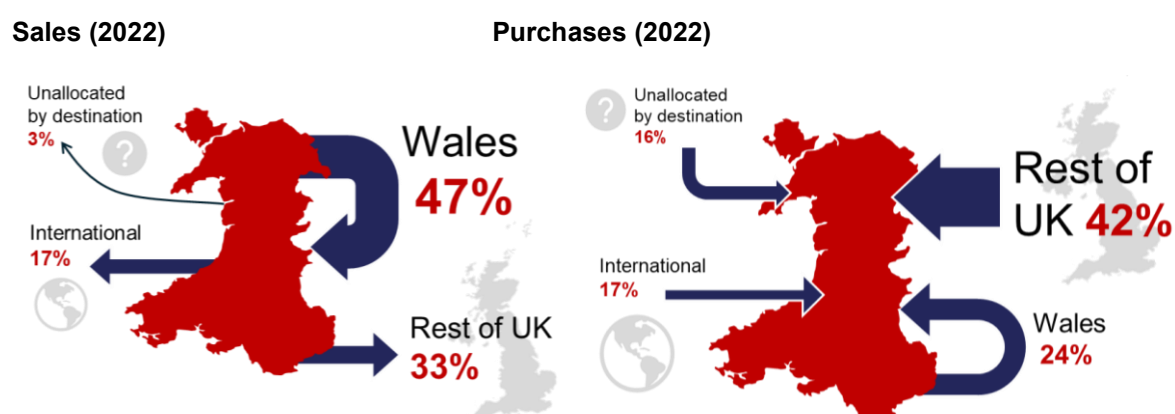 Sales (2022)
Unallocated
by destination
3%
?
Wales
47%
International
17%
Rest of UK
33%
Purchases (2022)
?
Unallocated
by destination
16%
Rest of
UK 42%
International
17%
Wales
24%